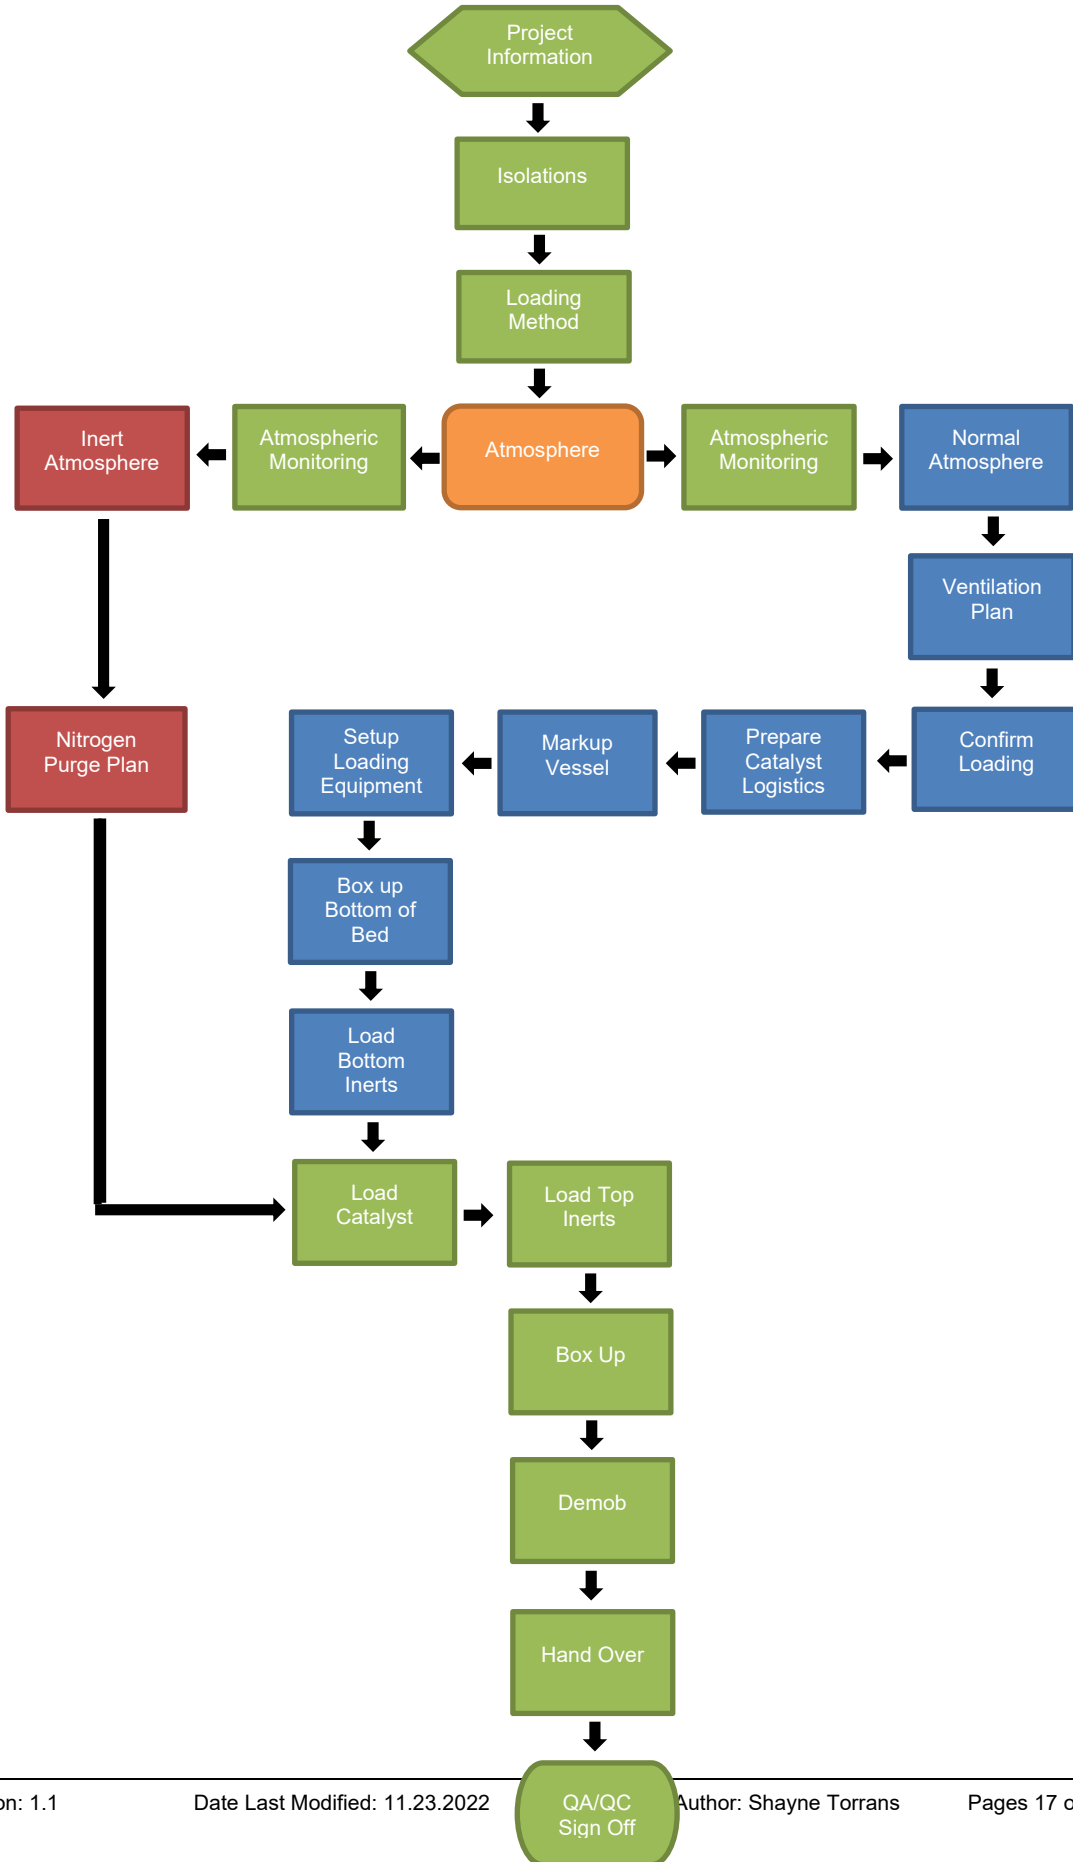 Project
Information
Isolations
Loading
Method
Inert
Atmosphere
Atmospheric
Monitoring
Atmosphere
Atmospheric
Monitoring
Normal
Atmosphere
Ventilation
Plan
Nitrogen
Purge Plan
Setup
Loading
Equipment
Markup
Vessel
Prepare
Catalyst
Logistics
Confirm
Loading
Box up
Bottom of
Bed
Load
Bottom
Inerts
Load
Catalyst
Load Top
Inerts
Box Up
Demob
Hand Over
QA/QC
Sign Off
on: 1.1 Date Last Modified: 11.23.2022 Author: Shayne Torrans Pages 17 o